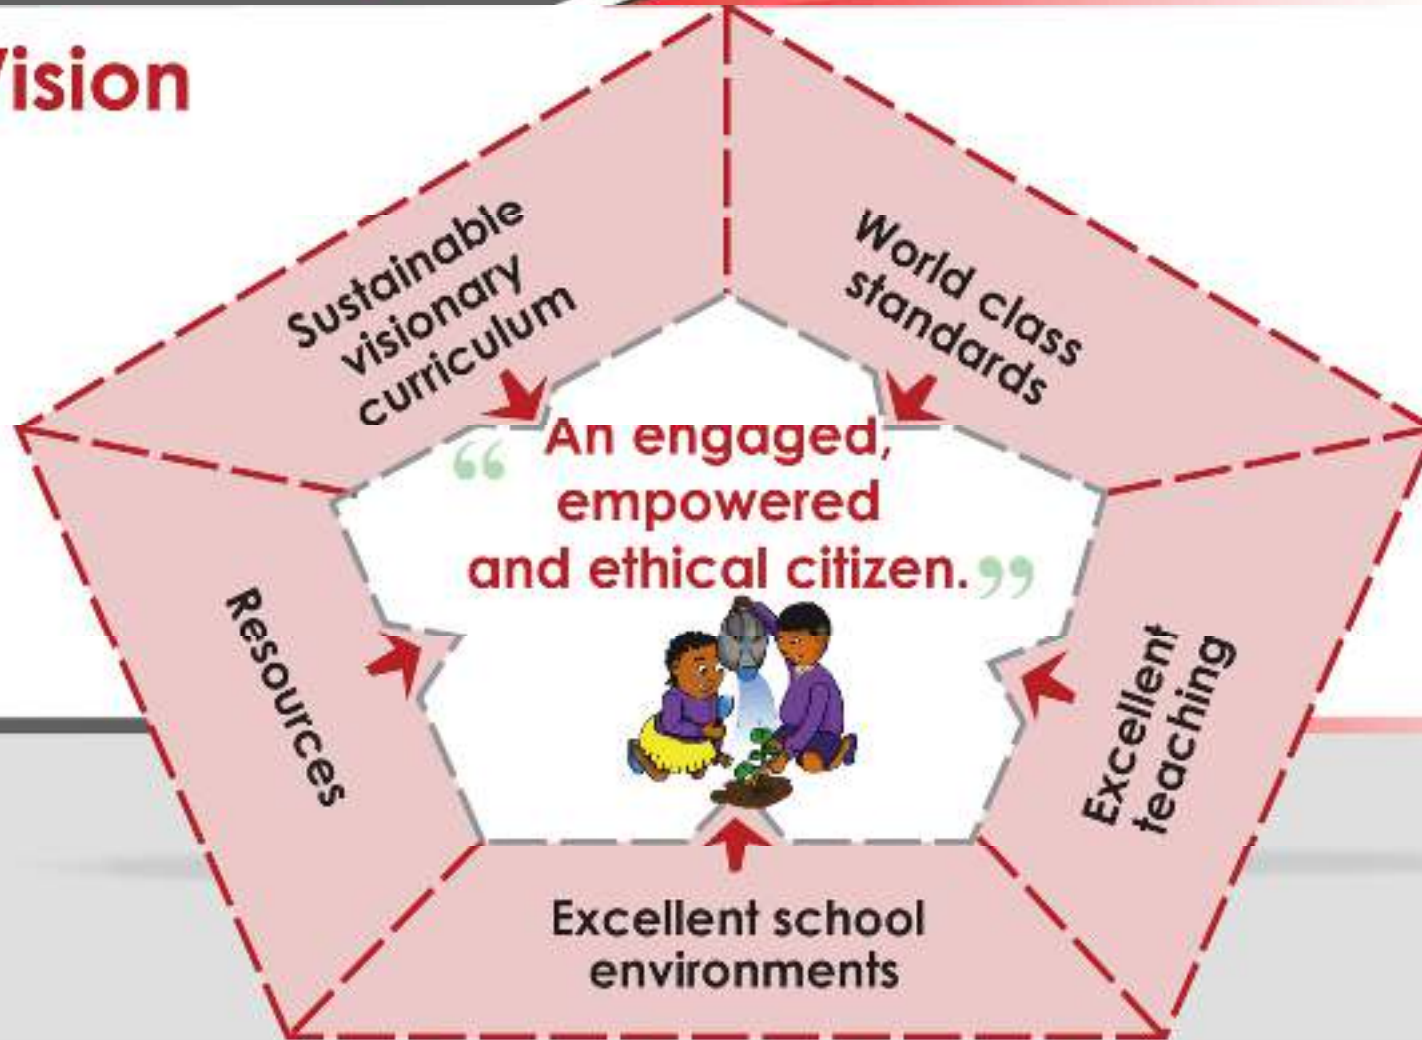 Vision
Sustainable
visionary
curriculum
World class
standards
“ An engaged,
empowered
and ethical citizen.”
Resources
Excellent
teaching
Excellent school
environments